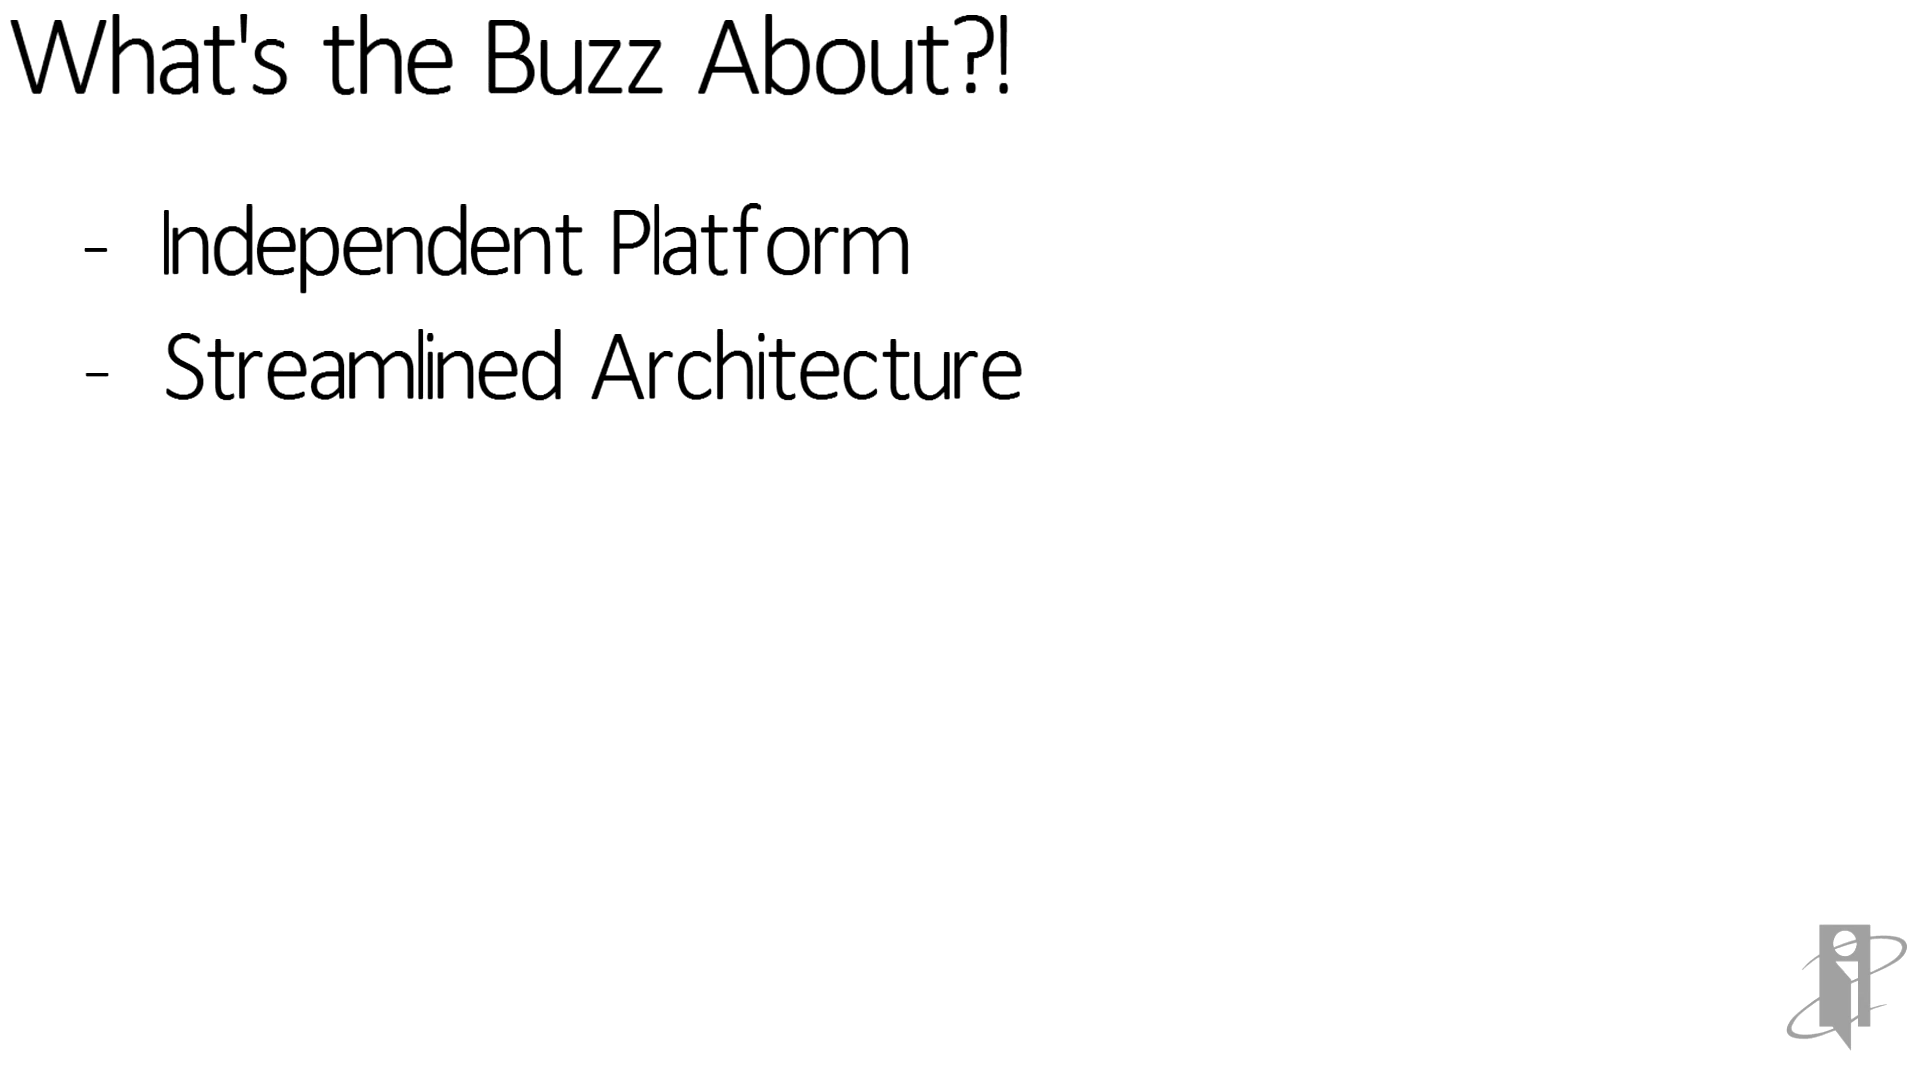 What's the Buzz About?!
- Independent Platform
- Streamlined Architecture